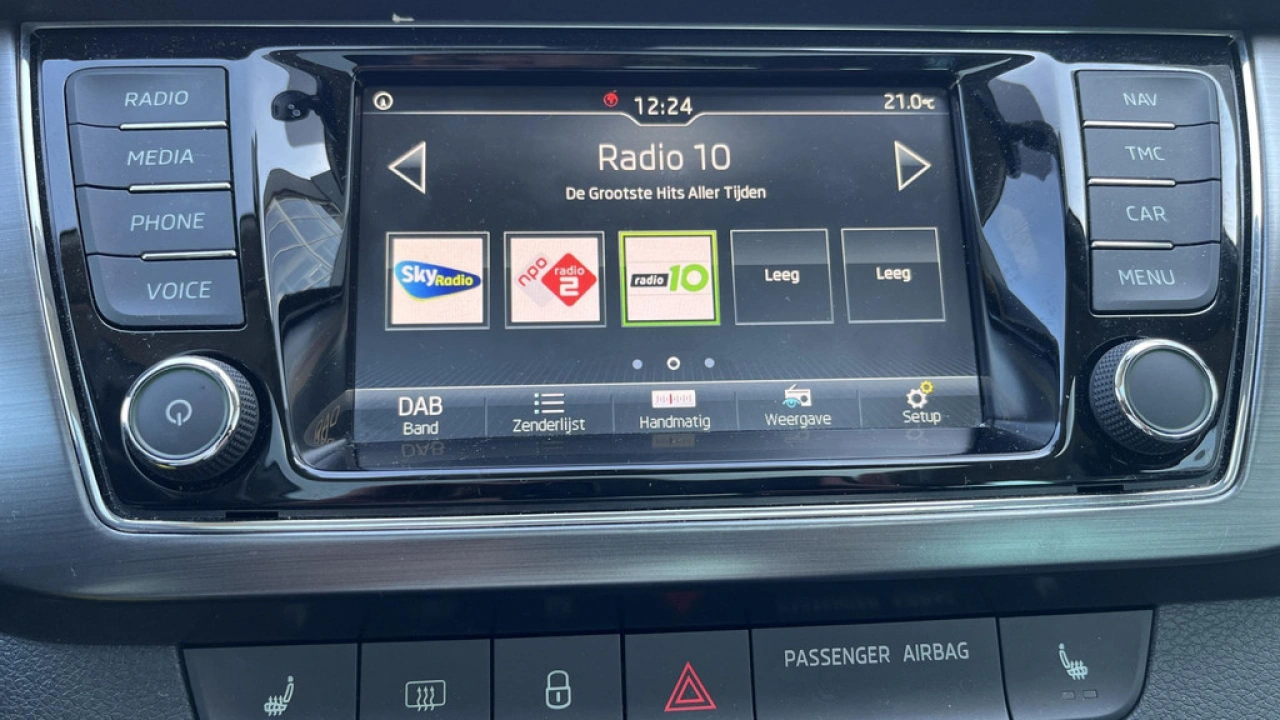 RADIO
MEDIA
PHONE
VOICE
12:24
21.0°C
Radio 10
De Grootste Hits Aller Tijden
Sky Radio
npo radio 2
radio 10
Leeg
Leeg
DAB
Band
Zenderlijst
Handmatig
Weergave
Setup
NAV
TMC
CAR
MENU
PASSENGER AIRBAG